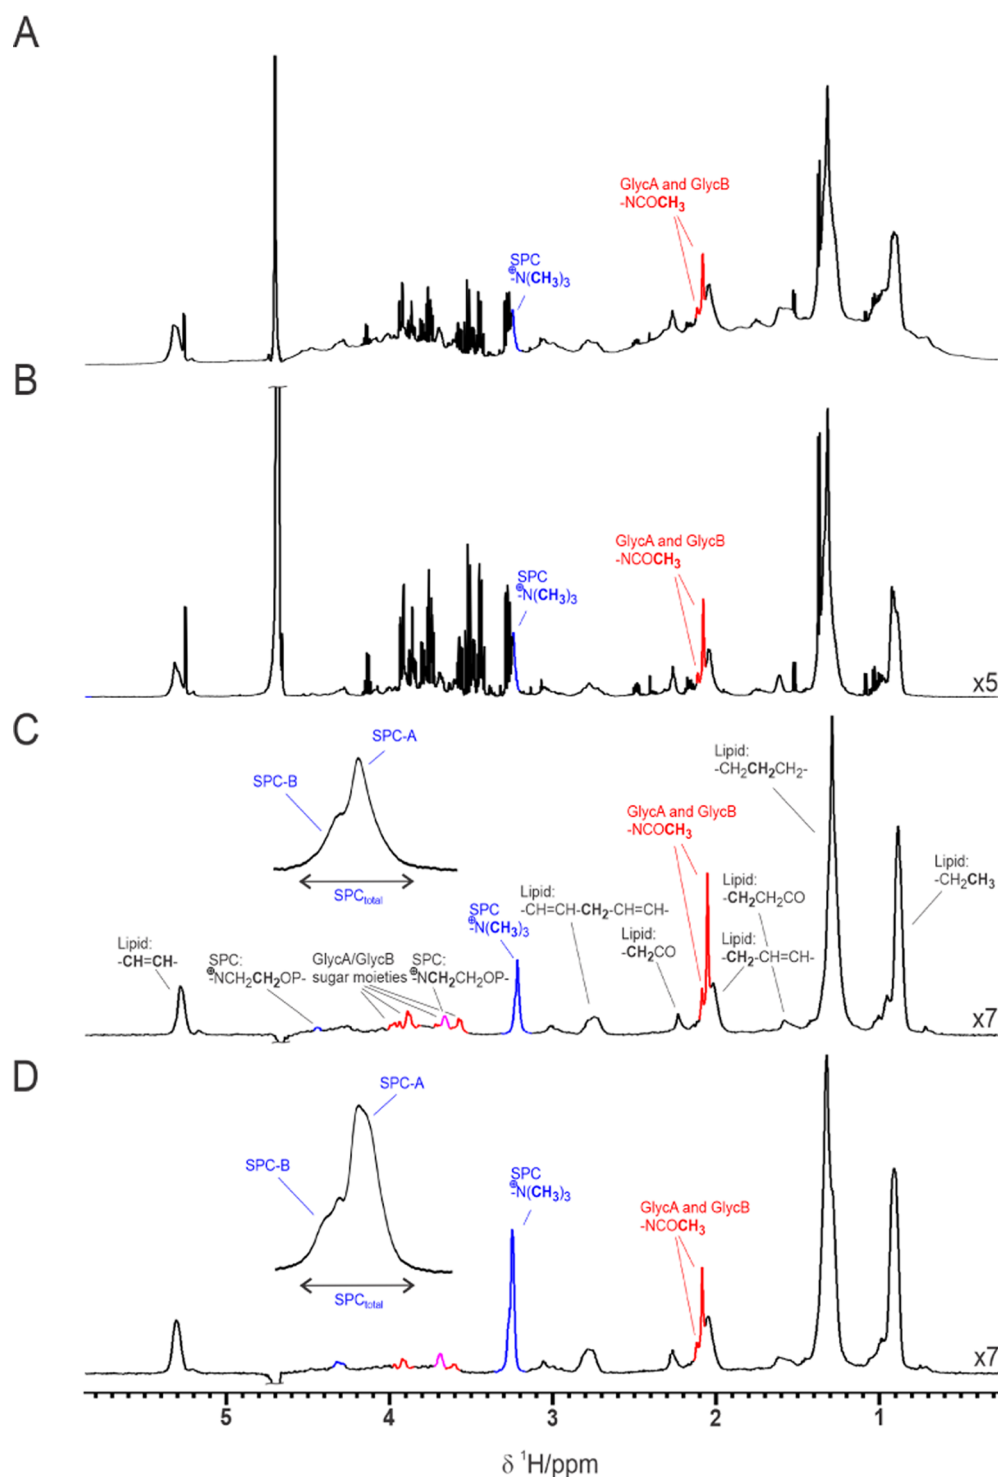 A
GlycA and GlycB
-NCOCH3
SPC
⊕-N(CH3)3
B
GlycA and GlycB
-NCOCH3
SPC
⊕-N(CH3)3
x5
C
SPC-A
SPC-B
SPCtotal
Lipid:
-CH2CH2CH2-
GlycA and GlycB
-NCOCH3
Lipid:
-CH2CH3
Lipid:
-CH=CH-CH2-CH=CH-
Lipid:
-CH2CH2CO
SPC
⊕-N(CH3)3
Lipid:
-CH2CO
Lipid:
-CH2-CH=CH-
Lipid:
-CH=CH-
SPC:
⊕-NCH2CH2OP-
GlycA/GlycB
sugar moieties
SPC:
⊕-NCH2CH2OP-
x7
D
SPC-A
SPC-B
SPCtotal
SPC
⊕-N(CH3)3
GlycA and GlycB
-NCOCH3
x7
5 4 3 2 1
δ ¹H/ppm